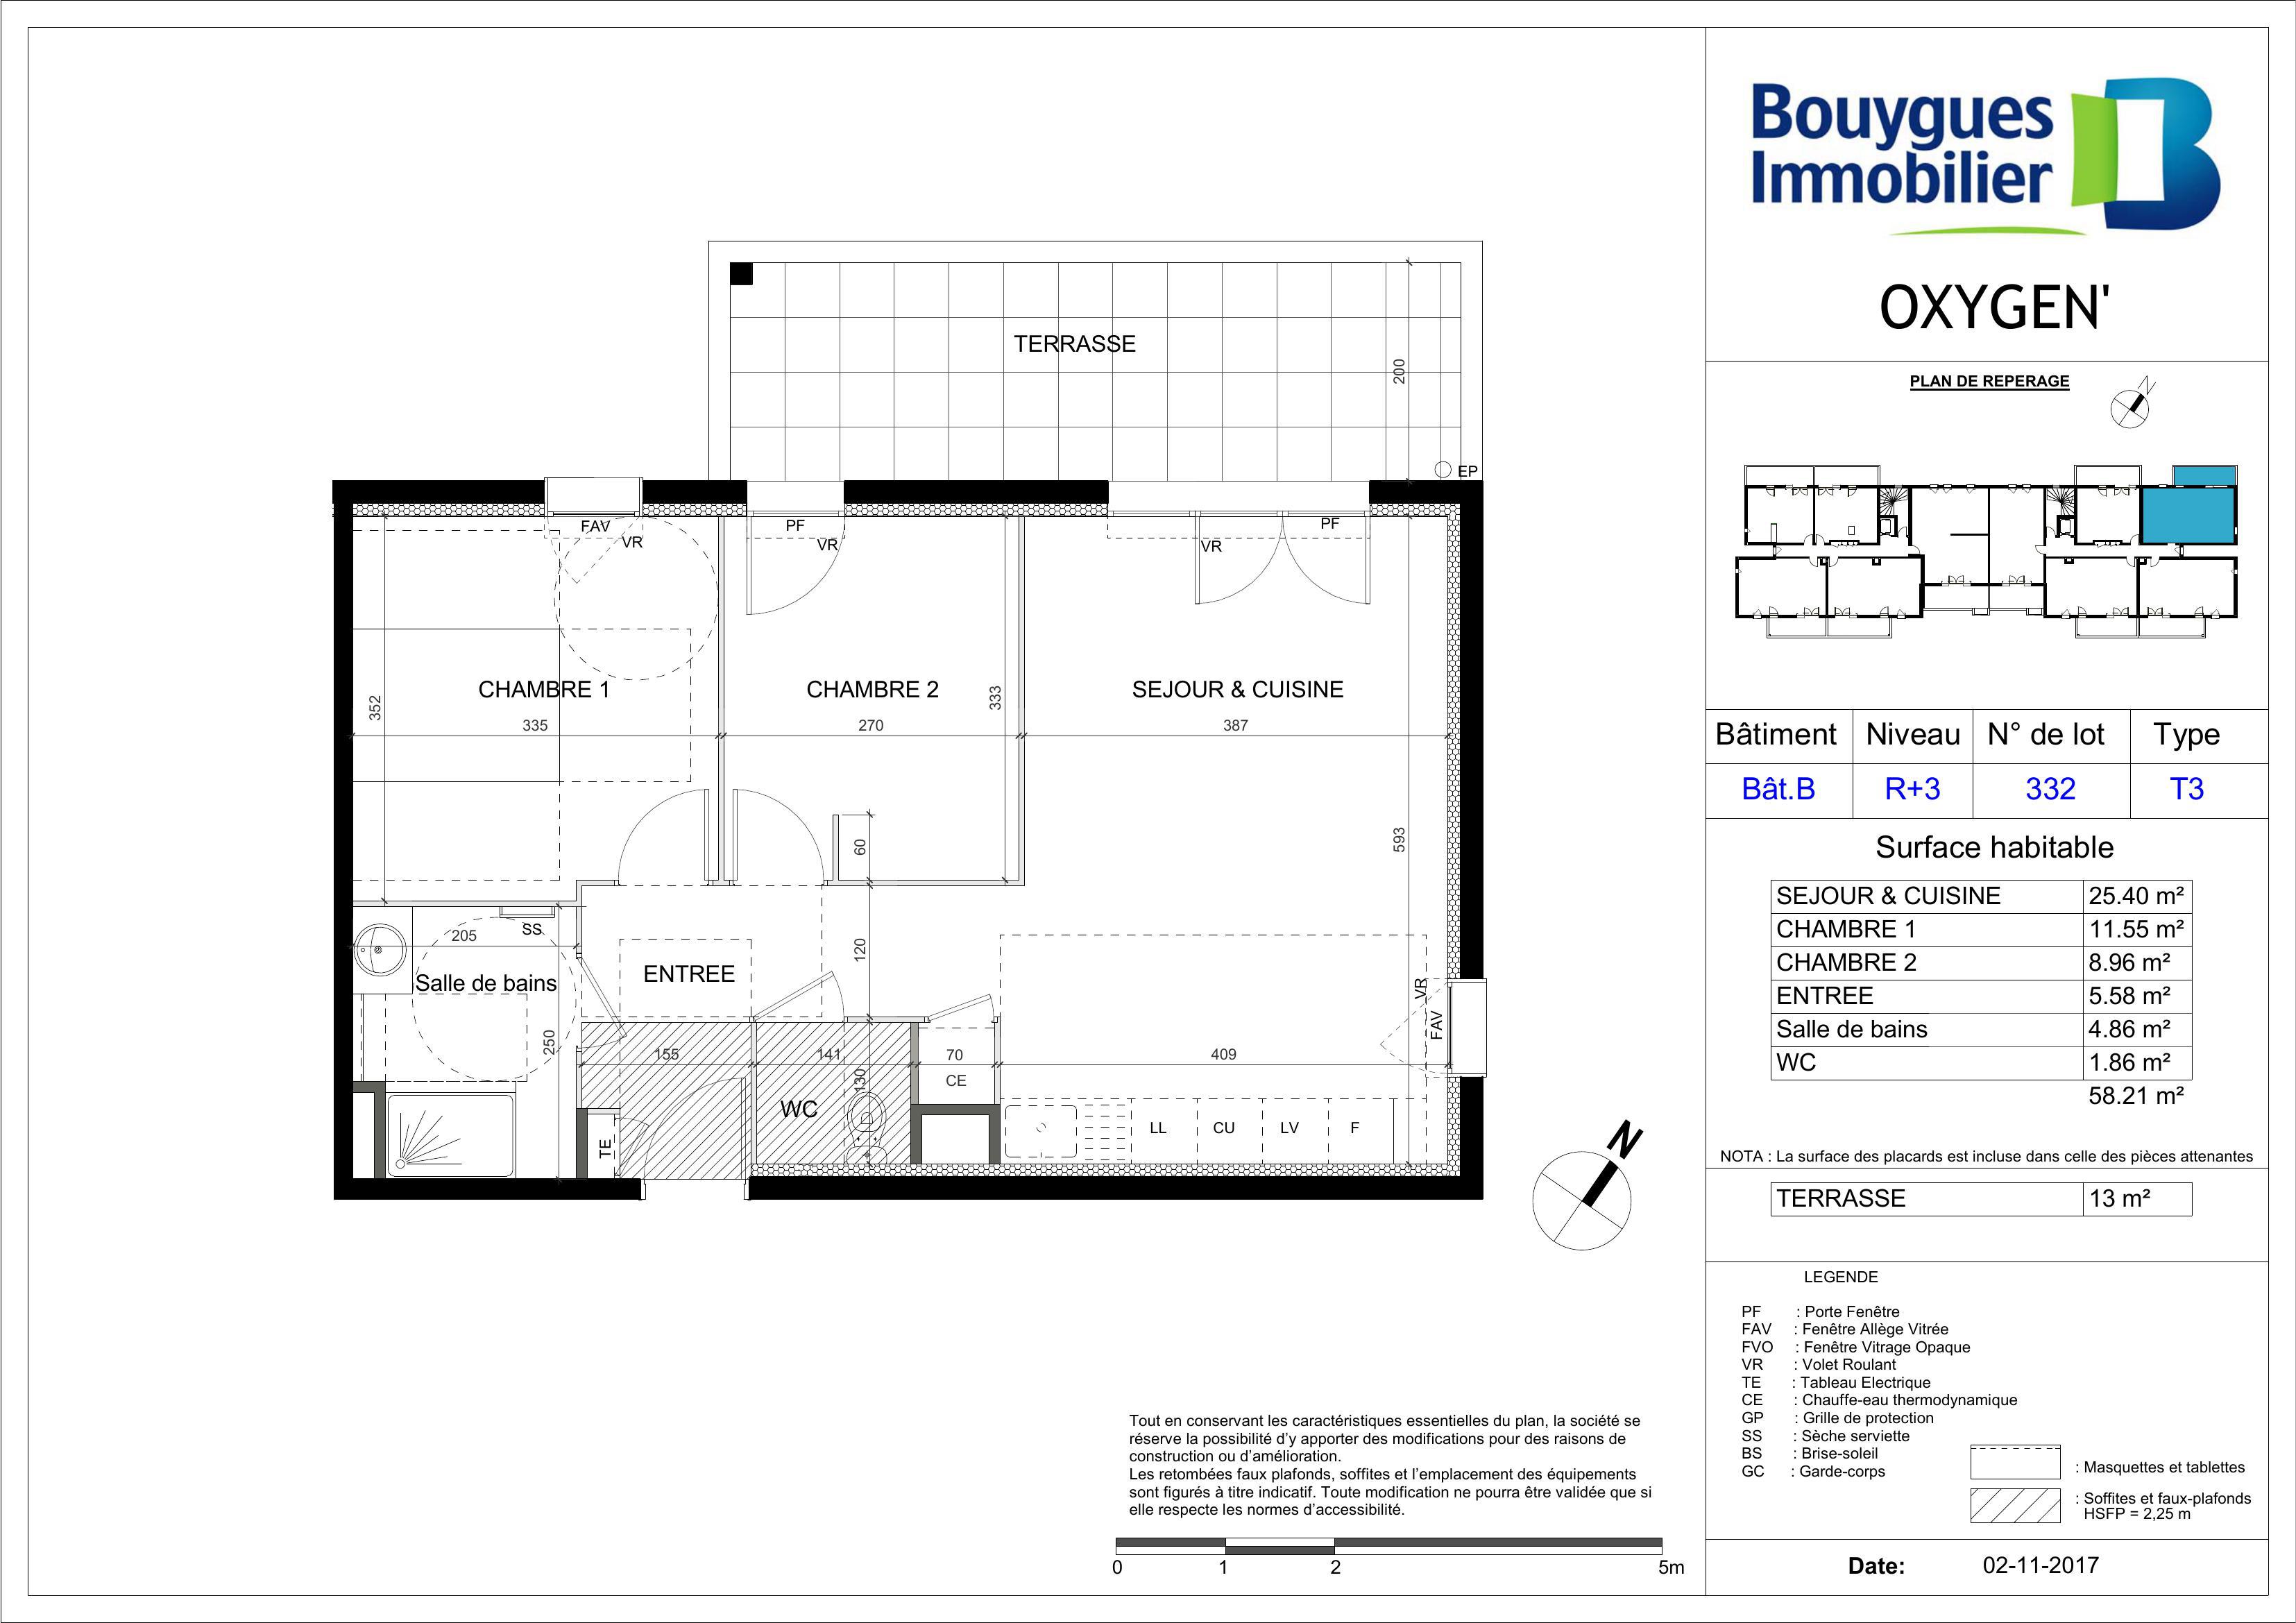 TERRASSE
200
EP
FAV
VR
PF
VR
VR
PF
CHAMBRE 1
CHAMBRE 2
SEJOUR & CUISINE
352
335
270
333
387
593
60
205
SS
120
Salle de bains
ENTREE
250
VR
FAV
155
141
70
409
CE
130
WC
TE
LL
CU
LV
F
N
Tout en conservant les caractéristiques essentielles du plan, la société se
réserve la possibilité d'y apporter des modifications pour des raisons de
construction ou d'amélioration.
Les retombées faux plafonds, soffites et l'emplacement des équipements
sont figurés à titre indicatif. Toute modification ne pourra être validée que si
elle respecte les normes d'accessibilité.
0 1 2 5m
Bouygues
Immobilier
OXYGEN'
PLAN DE REPERAGE
N
Bâtiment Niveau N° de lot Type
Bât.B R+3 332 T3
Surface habitable
SEJOUR & CUISINE 25.40 m²
CHAMBRE 1 11.55 m²
CHAMBRE 2 8.96 m²
ENTREE 5.58 m²
Salle de bains 4.86 m²
WC 1.86 m²
58.21 m²
NOTA : La surface des placards est incluse dans celle des pièces attenantes
TERRASSE 13 m²
LEGENDE
PF : Porte Fenêtre
FAV : Fenêtre Allège Vitrée
FVO : Fenêtre Vitrage Opaque
VR : Volet Roulant
TE : Tableau Electrique
CE : Chauffe-eau thermodynamique
GP : Grille de protection
SS : Sèche serviette
BS : Brise-soleil
GC : Garde-corps
: Masquettes et tablettes
: Soffites et faux-plafonds
HSFP = 2,25 m
Date: 02-11-2017